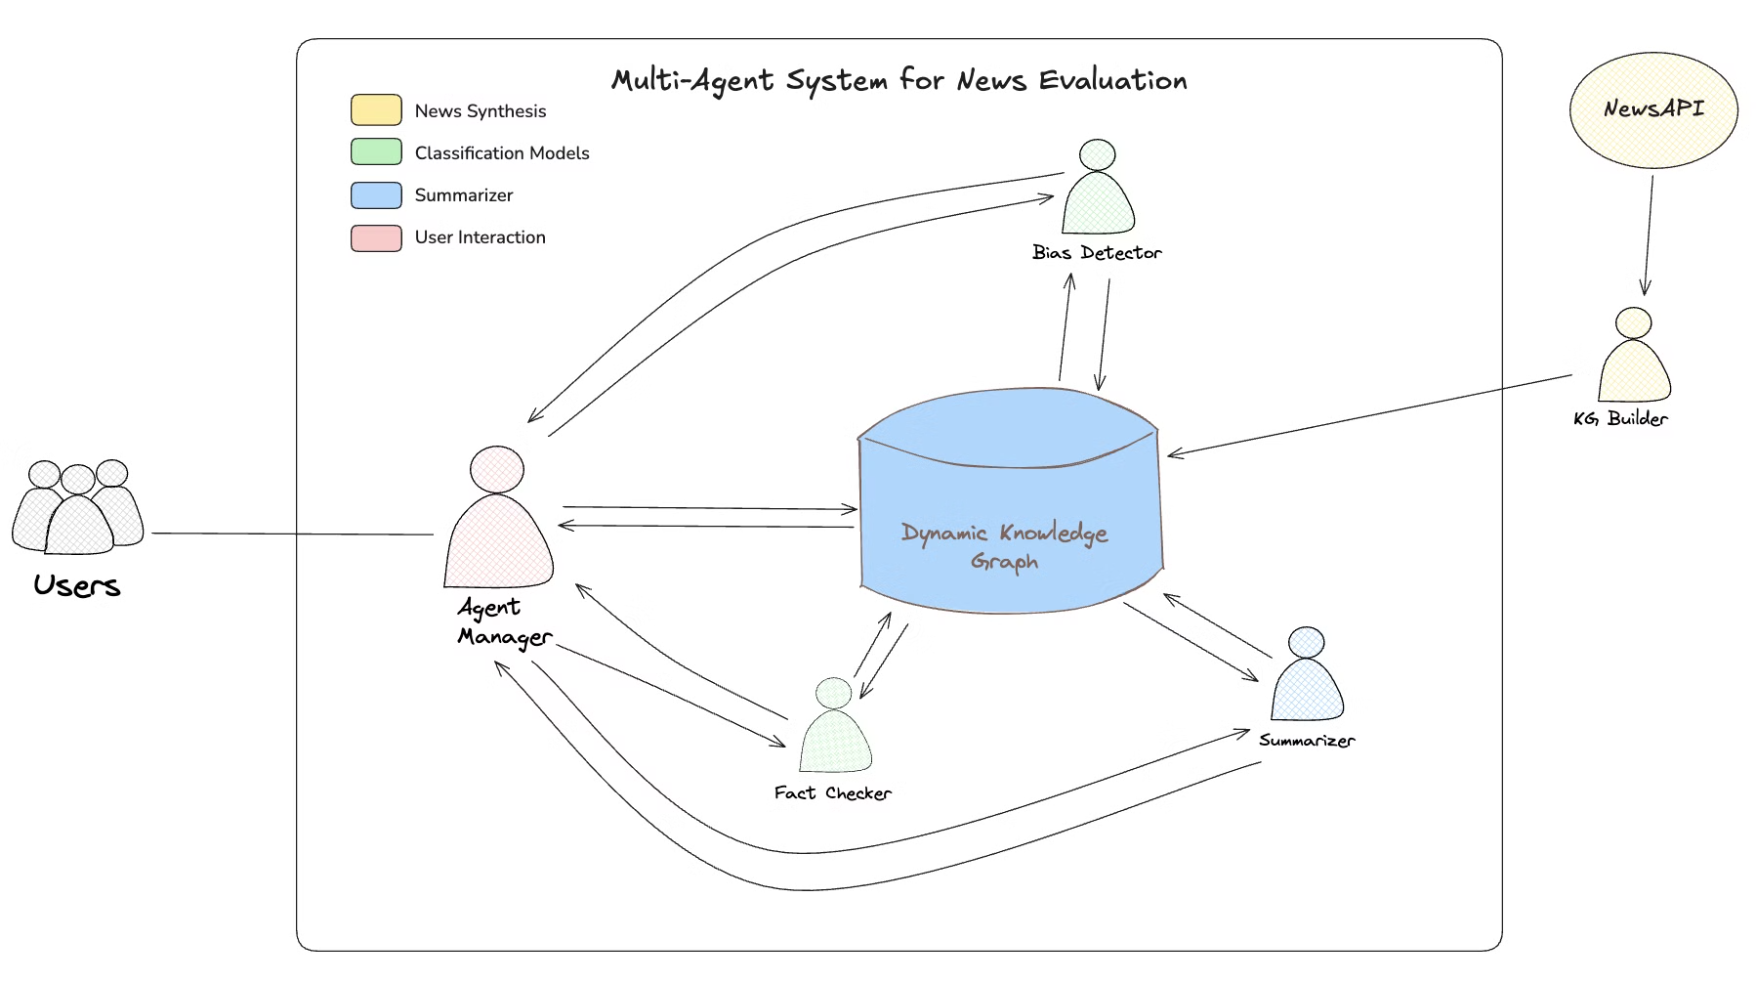 Multi-Agent System for News Evaluation
News Synthesis
Classification Models
Summarizer
User Interaction
NewsAPI
Bias Detector
KG Builder
Users
Agent
Manager
Dynamic Knowledge
Graph
Fact Checker
Summarizer